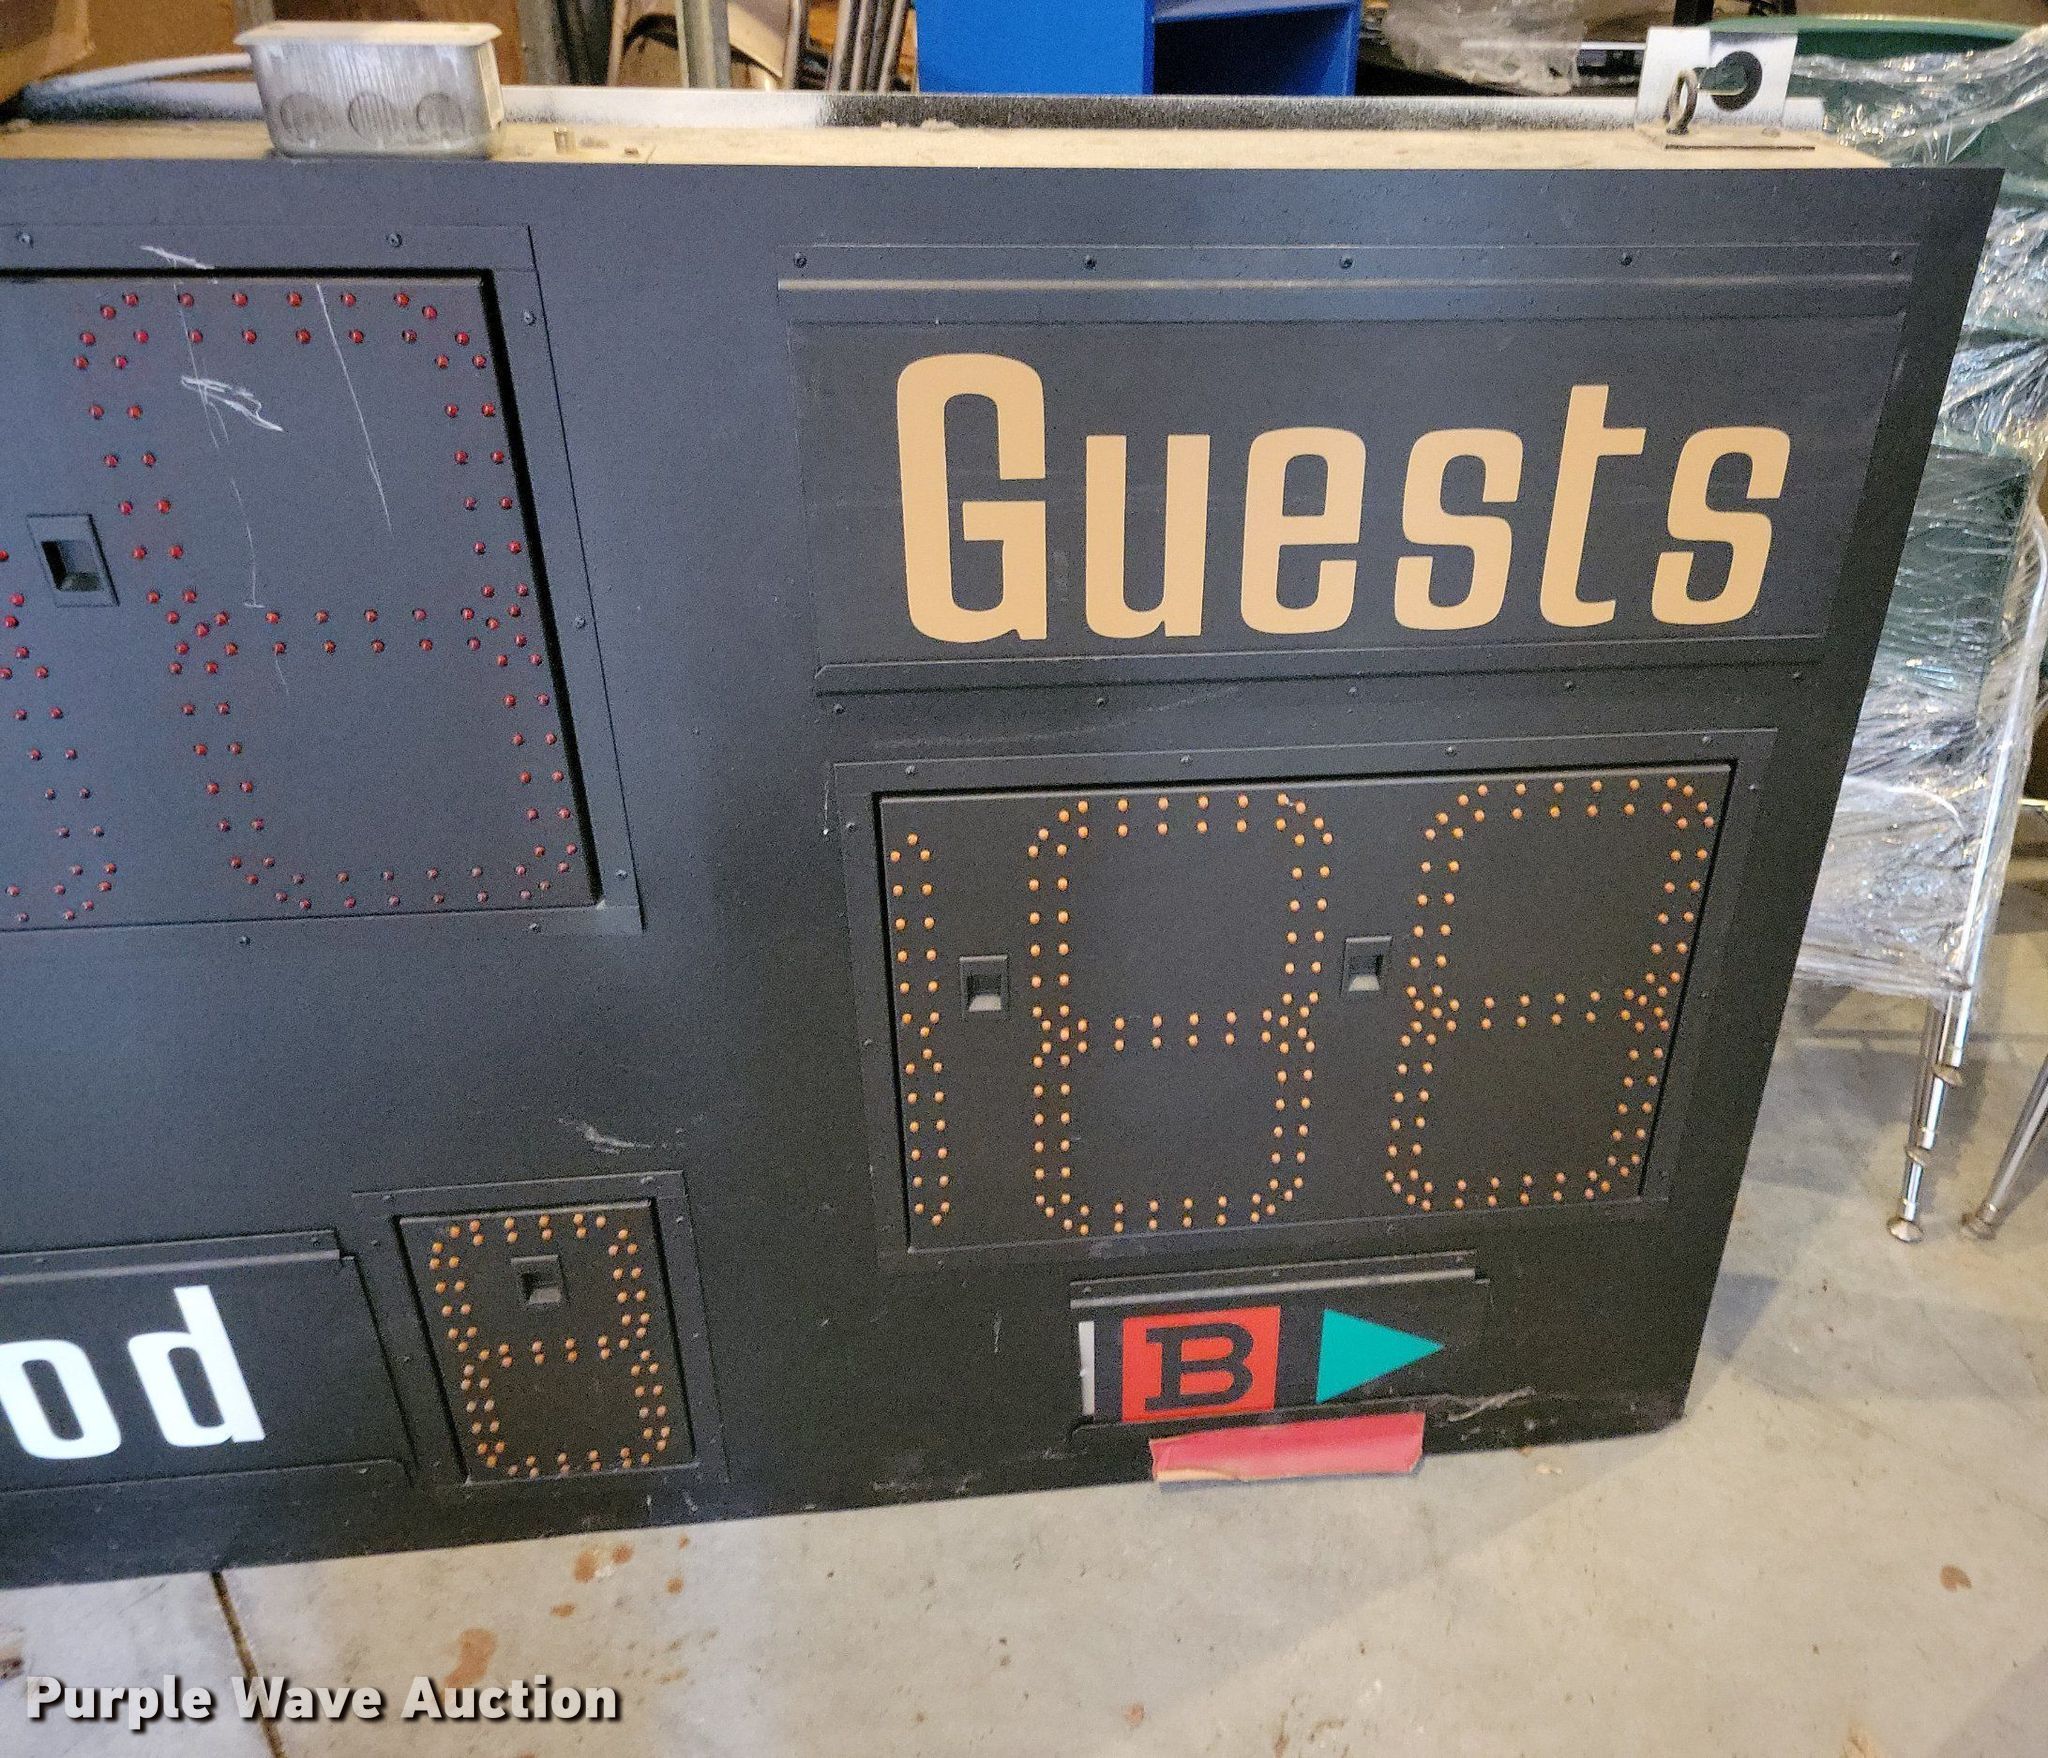 Guests
od
B
Purple Wave Auction